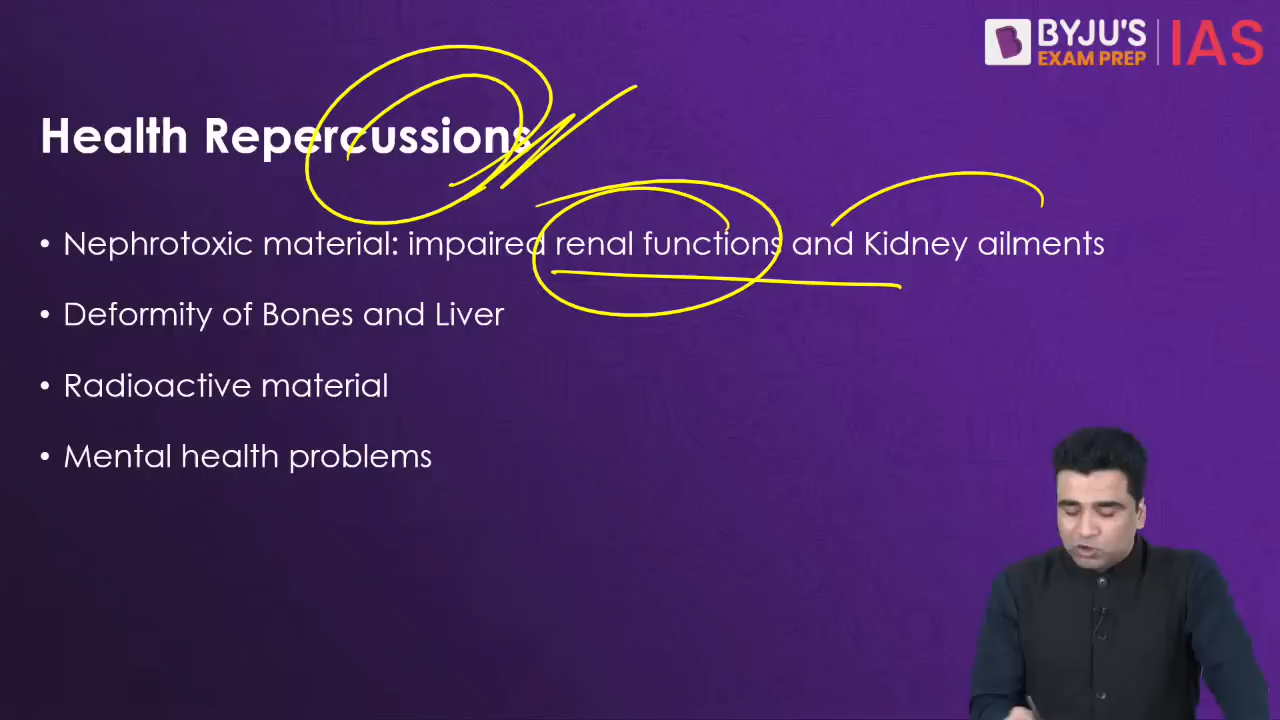 BYJU'S
EXAM PREP
IAS
Health Repercussions
• Nephrotoxic material: impaired renal functions and Kidney ailments
• Deformity of Bones and Liver
• Radioactive material
• Mental health problems